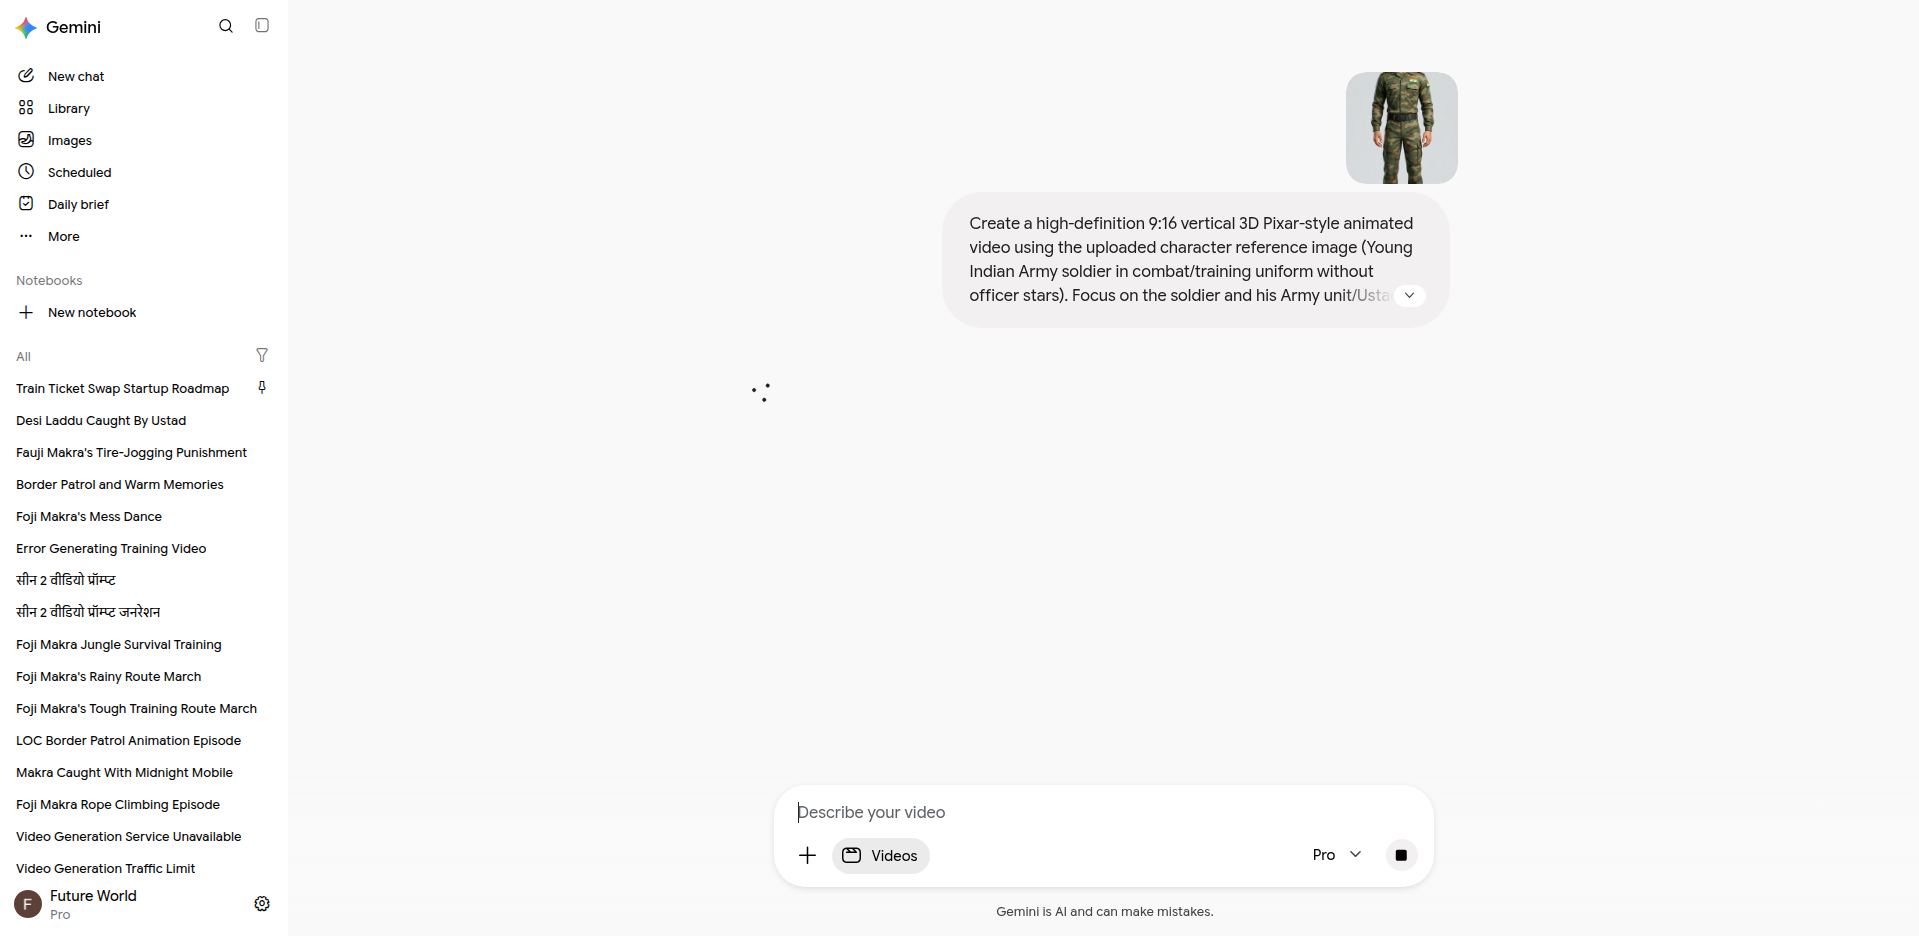 Gemini
New chat
Library
Images
Scheduled
Daily brief
More
Notebooks
New notebook
All
Train Ticket Swap Startup Roadmap
Desi Laddu Caught By Ustad
Fauji Makra's Tire-Jogging Punishment
Border Patrol and Warm Memories
Foji Makra's Mess Dance
Error Generating Training Video
सीन 2 वीडियो प्रॉम्प्ट
सीन 2 वीडियो प्रॉम्प्ट जनरेशन
Foji Makra Jungle Survival Training
Foji Makra's Rainy Route March
Foji Makra's Tough Training Route March
LOC Border Patrol Animation Episode
Makra Caught With Midnight Mobile
Foji Makra Rope Climbing Episode
Video Generation Service Unavailable
Video Generation Traffic Limit
F
Future World
Pro
Create a high-definition 9:16 vertical 3D Pixar-style animated
video using the uploaded character reference image (Young
Indian Army soldier in combat/training uniform without
officer stars). Focus on the soldier and his Army unit/Usta
Describe your video
Videos
Pro
Gemini is AI and can make mistakes.